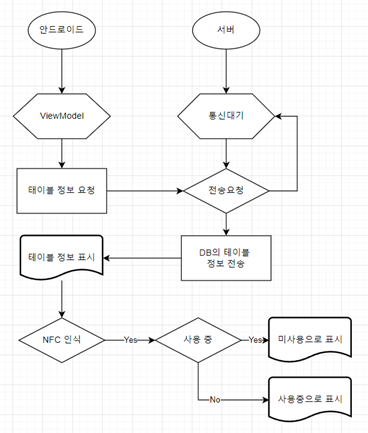 안드로이드
서버
ViewModel
통신대기
테이블 정보 요청
전송요청
테이블 정보 표시
DB의 테이블
정보 전송
NFC 인식
Yes
사용 중
Yes
미사용으로 표시
No
사용중으로 표시